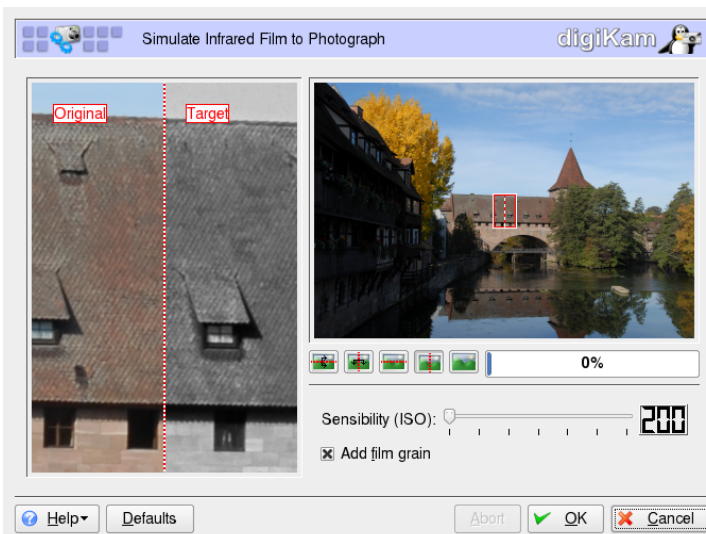 Simulate Infrared Film to Photograph
digiKam
Original
Target
0%
Sensibility (ISO):
200
Add film grain
Help
Defaults
Abort
OK
Cancel